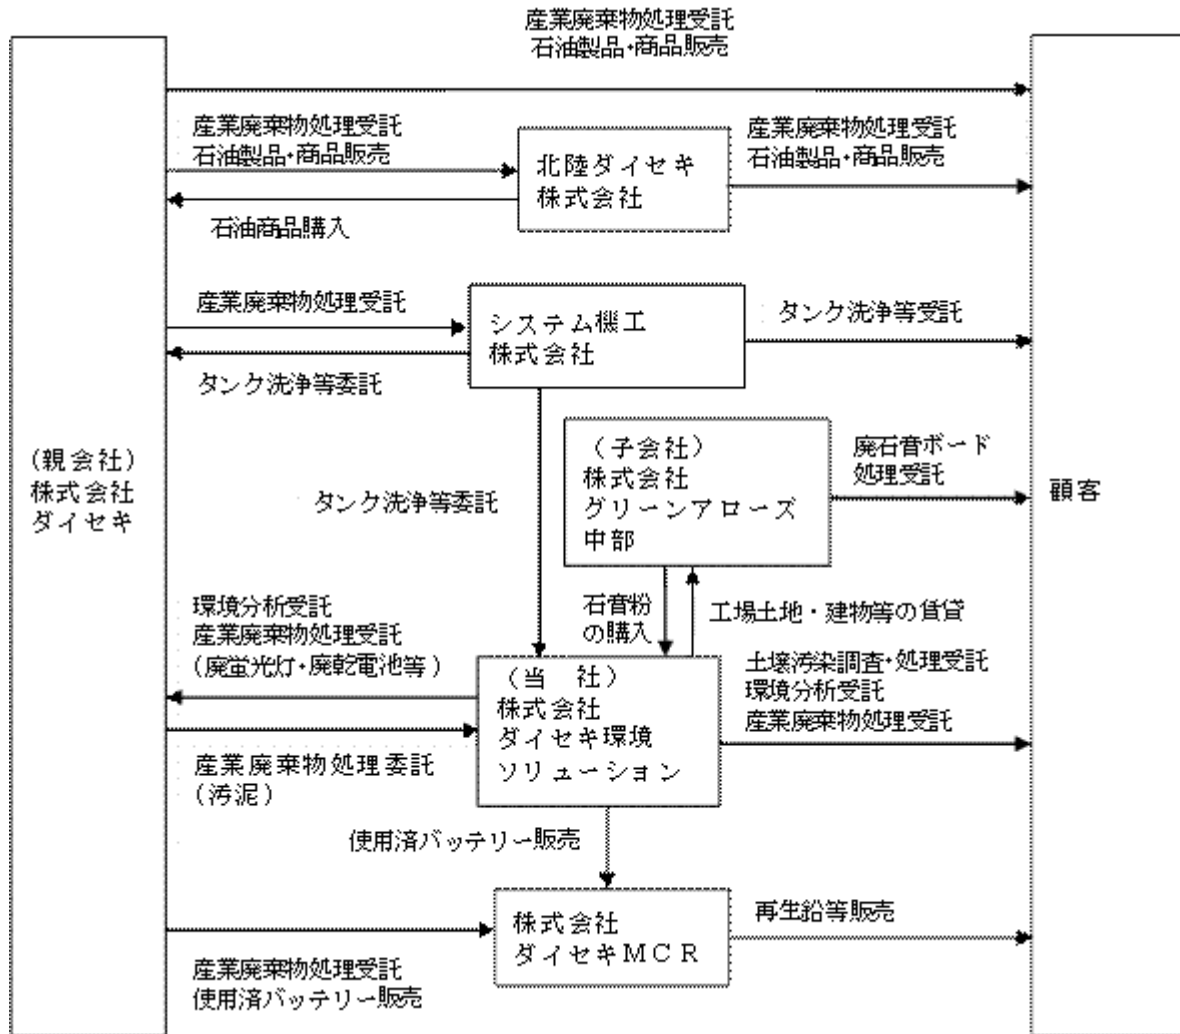 産業廃棄物処理受託
石油製品・商品販売
産業廃棄物処理受託
石油製品・商品販売
北陸ダイセキ
株式会社
産業廃棄物処理受託
石油製品・商品販売
石油商品購入
産業廃棄物処理受託
システム機工
株式会社
タンク洗浄等受託
タンク洗浄等委託
(親会社)
株式会社
ダイセキ
タンク洗浄等委託
(子会社)
株式会社
グリーンアローズ
中部
廃石膏ボード
処理受託
顧客
環境分析受託
産業廃棄物処理受託
(廃蛍光灯・廃乾電池等)
石膏粉
の購入
工場土地・建物等の賃貸
(当 社)
株式会社
ダイセキ環境
ソリューション
土壌汚染調査・処理受託
環境分析受託
産業廃棄物処理受託
産業廃棄物処理委託
(汚泥)
使用済バッテリー販売
株式会社
ダイセキMCR
再生鉛等販売
産業廃棄物処理受託
使用済バッテリー販売